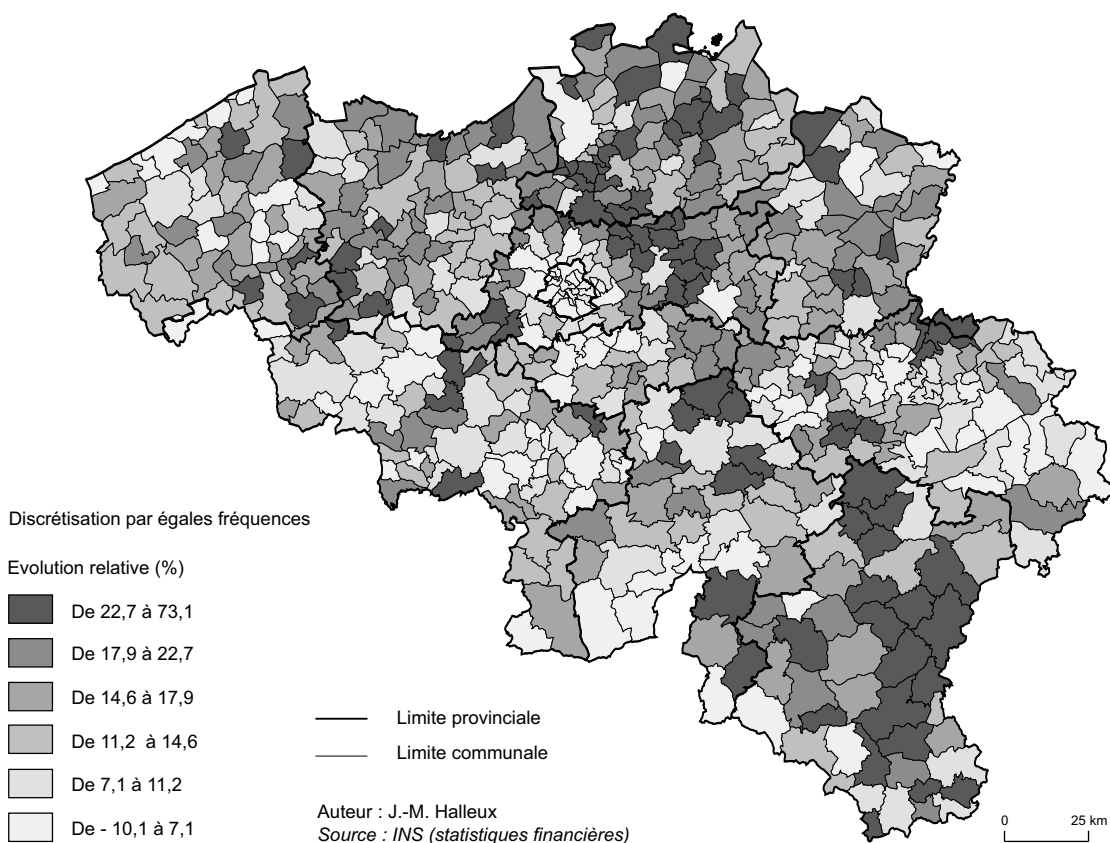 Discrétisation par égales fréquences
Evolution relative (%)
De 22,7 à 73,1
De 17,9 à 22,7
De 14,6 à 17,9
De 11,2 à 14,6
De 7,1 à 11,2
De - 10,1 à 7,1
Limite provinciale
Limite communale
Auteur : J.-M. Halleux
Source : INS (statistiques financières)
0 25 km